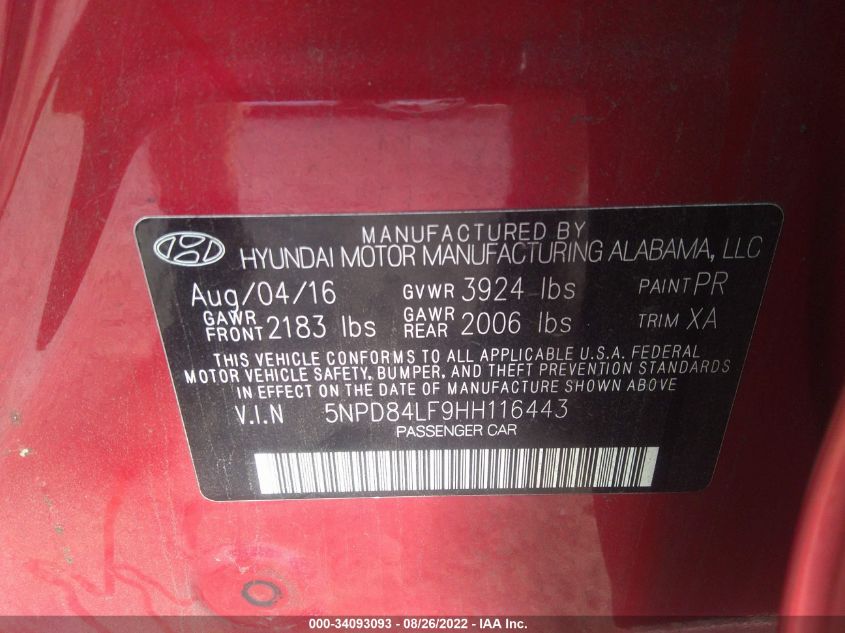 MANUFACTURED BY
HYUNDAI MOTOR MANUFACTURING ALABAMA, LLC
Aug/04/16 GVWR 3924 lbs PAINT PR
GAWR FRONT 2183 lbs GAWR REAR 2006 lbs TRIM XA
THIS VEHICLE CONFORMS TO ALL APPLICABLE U.S.A. FEDERAL
MOTOR VEHICLE SAFETY, BUMPER, AND THEFT PREVENTION STANDARDS
IN EFFECT ON THE DATE OF MANUFACTURE SHOWN ABOVE
V.I.N 5NPD84LF9HH116443
PASSENGER CAR
000-34093093 - 08/26/2022 - IAA Inc.